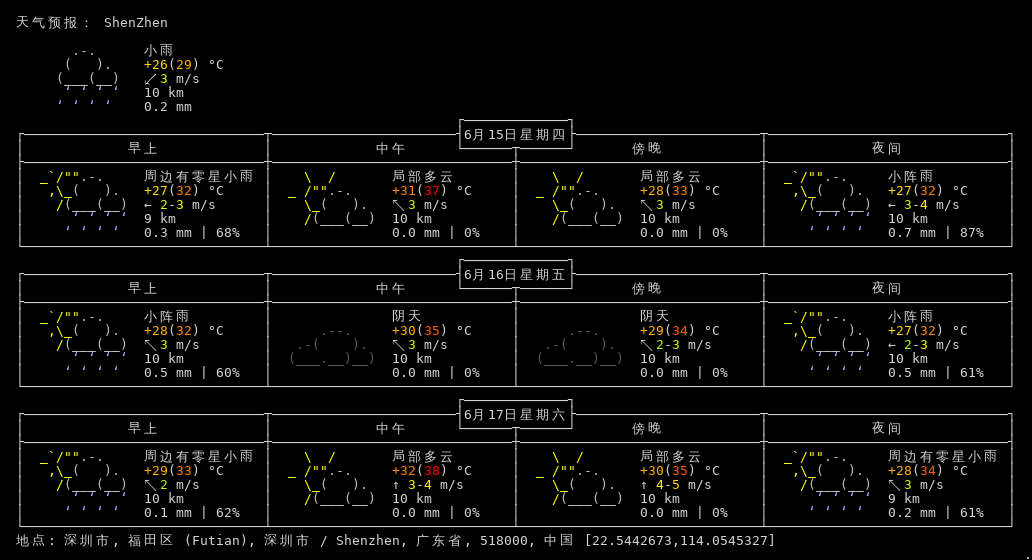 天气预报： ShenZhen
小雨
+26(29) °C
↙ 3 m/s
10 km
0.2 mm
6月15日星期四
早上 中午 傍晚 夜间
周边有零星小雨 局部多云 局部多云 小阵雨
+27(32) °C +31(37) °C +28(33) °C +27(32) °C
← 2-3 m/s ↖ 3 m/s ↖ 3 m/s ← 3-4 m/s
9 km 10 km 10 km 10 km
0.3 mm | 68% 0.0 mm | 0% 0.0 mm | 0% 0.7 mm | 87%
6月16日星期五
早上 中午 傍晚 夜间
小阵雨 阴天 阴天 小阵雨
+28(32) °C +30(35) °C +29(34) °C +27(32) °C
↖ 3 m/s ↖ 3 m/s ↖ 2-3 m/s ← 2-3 m/s
10 km 10 km 10 km 10 km
0.5 mm | 60% 0.0 mm | 0% 0.0 mm | 0% 0.5 mm | 61%
6月17日星期六
早上 中午 傍晚 夜间
周边有零星小雨 局部多云 局部多云 周边有零星小雨
+29(33) °C +32(38) °C +30(35) °C +28(34) °C
↖ 2 m/s ↑ 3-4 m/s ↑ 4-5 m/s ↖ 3 m/s
10 km 10 km 10 km 9 km
0.1 mm | 62% 0.0 mm | 0% 0.0 mm | 0% 0.2 mm | 61%
地点: 深圳市, 福田区 (Futian), 深圳市 / Shenzhen, 广东省, 518000, 中国 [22.5442673,114.0545327]